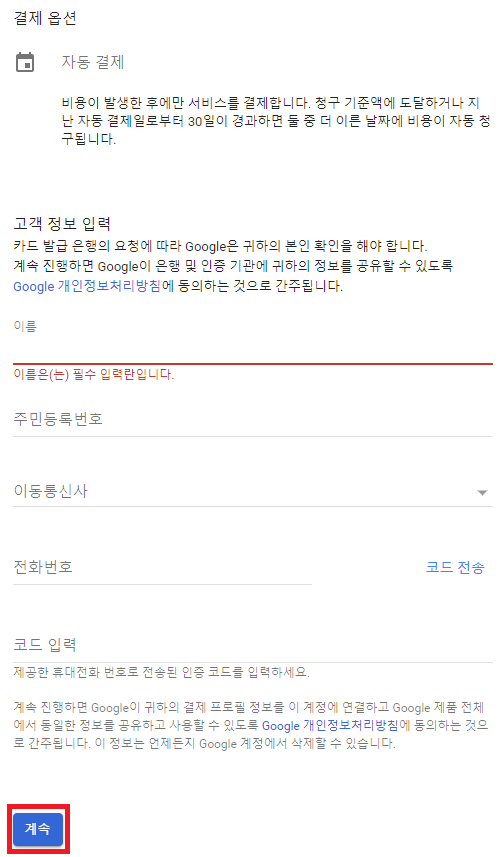 결제 옵션
자동 결제
비용이 발생한 후에만 서비스를 결제합니다. 청구 기준액에 도달하거나 지
난 자동 결제일로부터 30일이 경과하면 둘 중 더 이른 날짜에 비용이 자동 청
구됩니다.
고객 정보 입력
카드 발급 은행의 요청에 따라 Google은 귀하의 본인 확인을 해야 합니다.
계속 진행하면 Google이 은행 및 인증 기관에 귀하의 정보를 공유할 수 있도록
Google 개인정보처리방침에 동의하는 것으로 간주됩니다.
이름
이름은(는) 필수 입력란입니다.
주민등록번호
이동통신사
전화번호
코드 전송
코드 입력
제공한 휴대전화 번호로 전송된 인증 코드를 입력하세요.
계속 진행하면 Google이 귀하의 결제 프로필 정보를 이 계정에 연결하고 Google 제품 전체
에서 동일한 정보를 공유하고 사용할 수 있도록 Google 개인정보처리방침에 동의하는 것으
로 간주됩니다. 이 정보는 언제든지 Google 계정에서 삭제할 수 있습니다.
계속